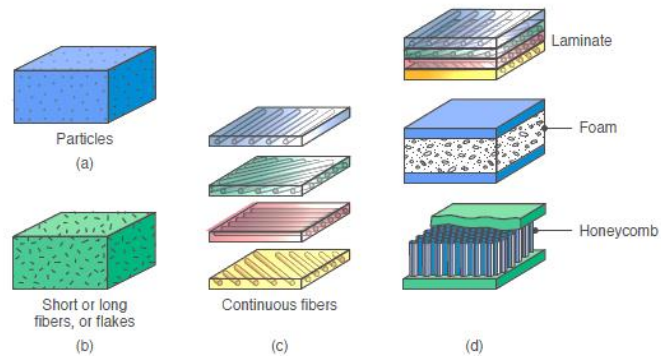 Particles
(a)
Short or long
fibers, or flakes
(b)
Continuous fibers
(c)
Laminate
Foam
Honeycomb
(d)